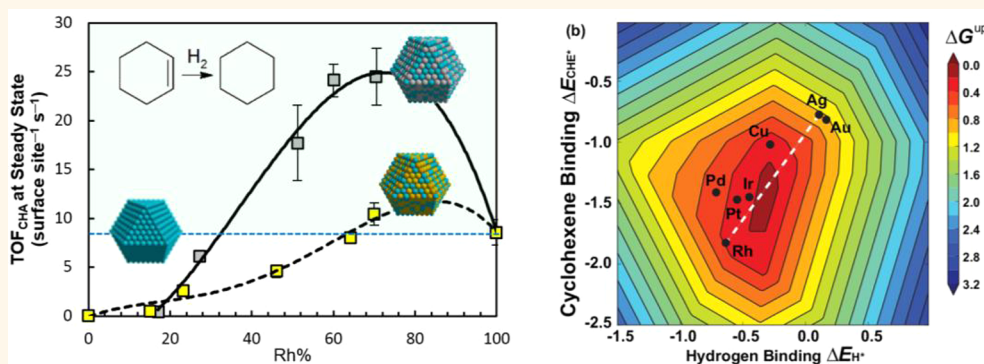 30
25
20
15
10
5
0
TOF_CHA at Steady State
(surface site⁻¹ s⁻¹)
H₂
0 20 40 60 80 100
Rh%
(b)
ΔG^up
-0.5
-1.0
-1.5
-2.0
-2.5
Cyclohexene Binding ΔE_CHE*
Ag
Au
Cu
Pd
Ir
Pt
Rh
-1.5 -1.0 -0.5 0.0 0.5
Hydrogen Binding ΔE_H*
0.0
0.4
0.8
1.2
1.6
2.0
2.4
2.8
3.2